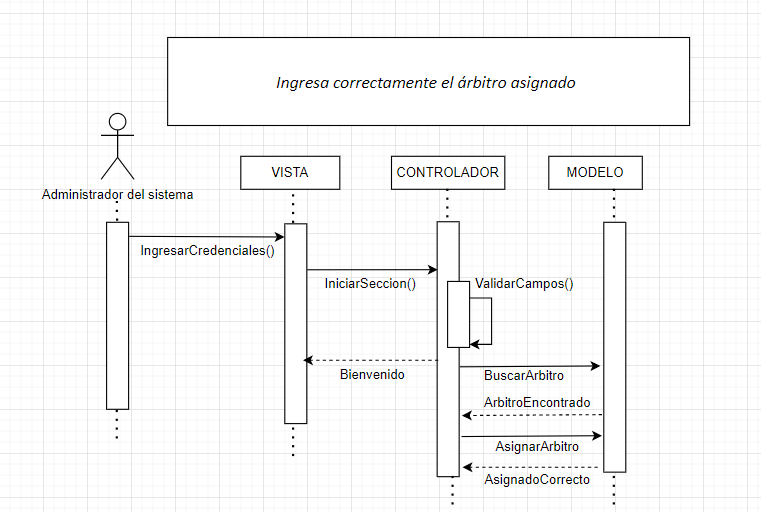 Ingresa correctamente el árbitro asignado
Administrador del sistema
VISTA
CONTROLADOR
MODELO
IngresarCredenciales()
IniciarSeccion()
ValidarCampos()
Bienvenido
BuscarArbitro
ArbitroEncontrado
AsignarArbitro
AsignadoCorrecto